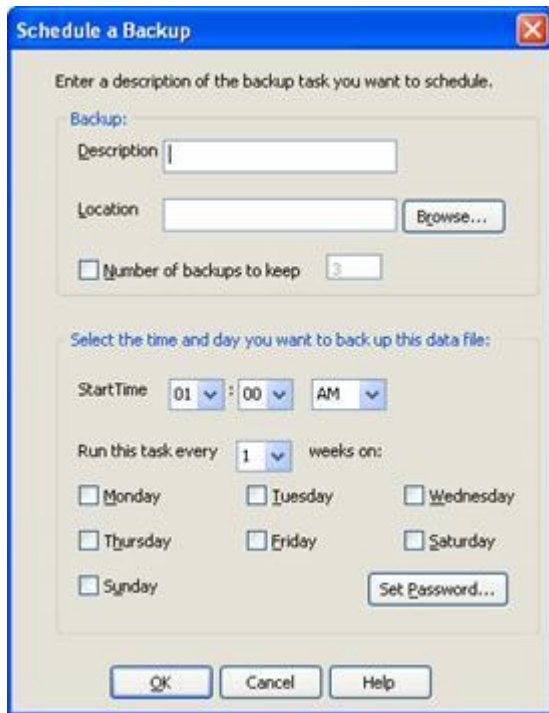 Schedule a Backup
Enter a description of the backup task you want to schedule.
Backup:
Description
Location
Browse...
Number of backups to keep 3
Select the time and day you want to back up this data file:
StartTime 01 : 00 AM
Run this task every 1 weeks on:
Monday Tuesday Wednesday
Thursday Friday Saturday
Sunday Set Password...
OK Cancel Help